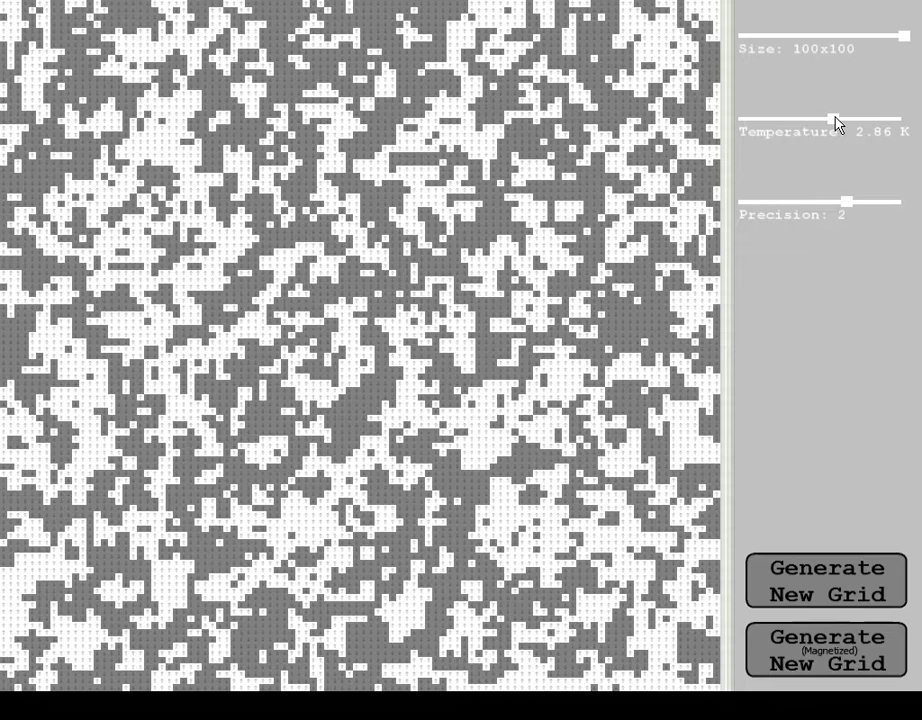 Size: 100x100
Temperature: 2.86 K
Precision: 2
Generate
New Grid
Generate
(Magnetized)
New Grid